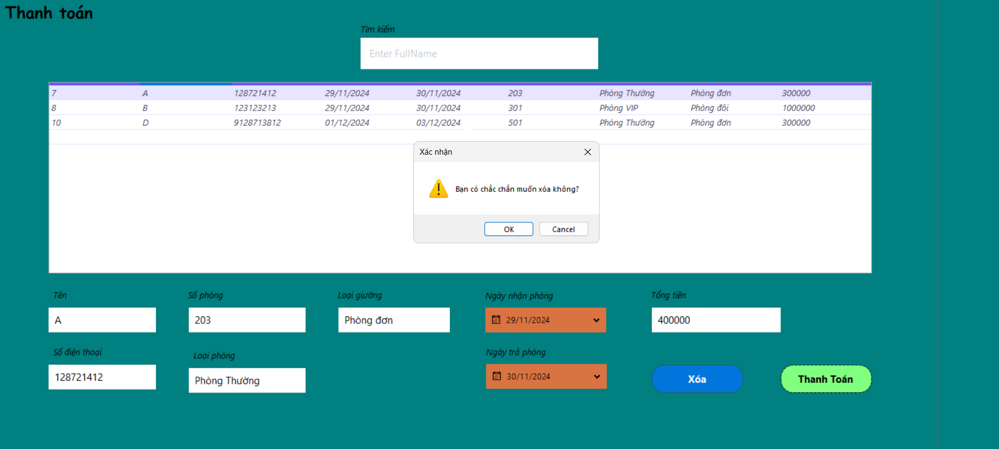 Thanh toán
Tìm kiếm
Enter FullName
7 A 128721412 29/11/2024 30/11/2024 203 Phòng Thường Phòng đơn 300000
8 B 123123213 29/11/2024 30/11/2024 301 Phòng VIP Phòng đôi 1000000
10 D 9128713812 01/12/2024 03/12/2024 501 Phòng Thường Phòng đơn 300000
Xác nhận
Bạn có chắc chắn muốn xóa không?
OK Cancel
Tên Số phòng Loại giường Ngày nhận phòng Tổng tiền
A 203 Phòng đơn 29/11/2024 400000
Số điện thoại Loại phòng Ngày trả phòng
128721412 Phòng Thường 30/11/2024 Xóa Thanh Toán